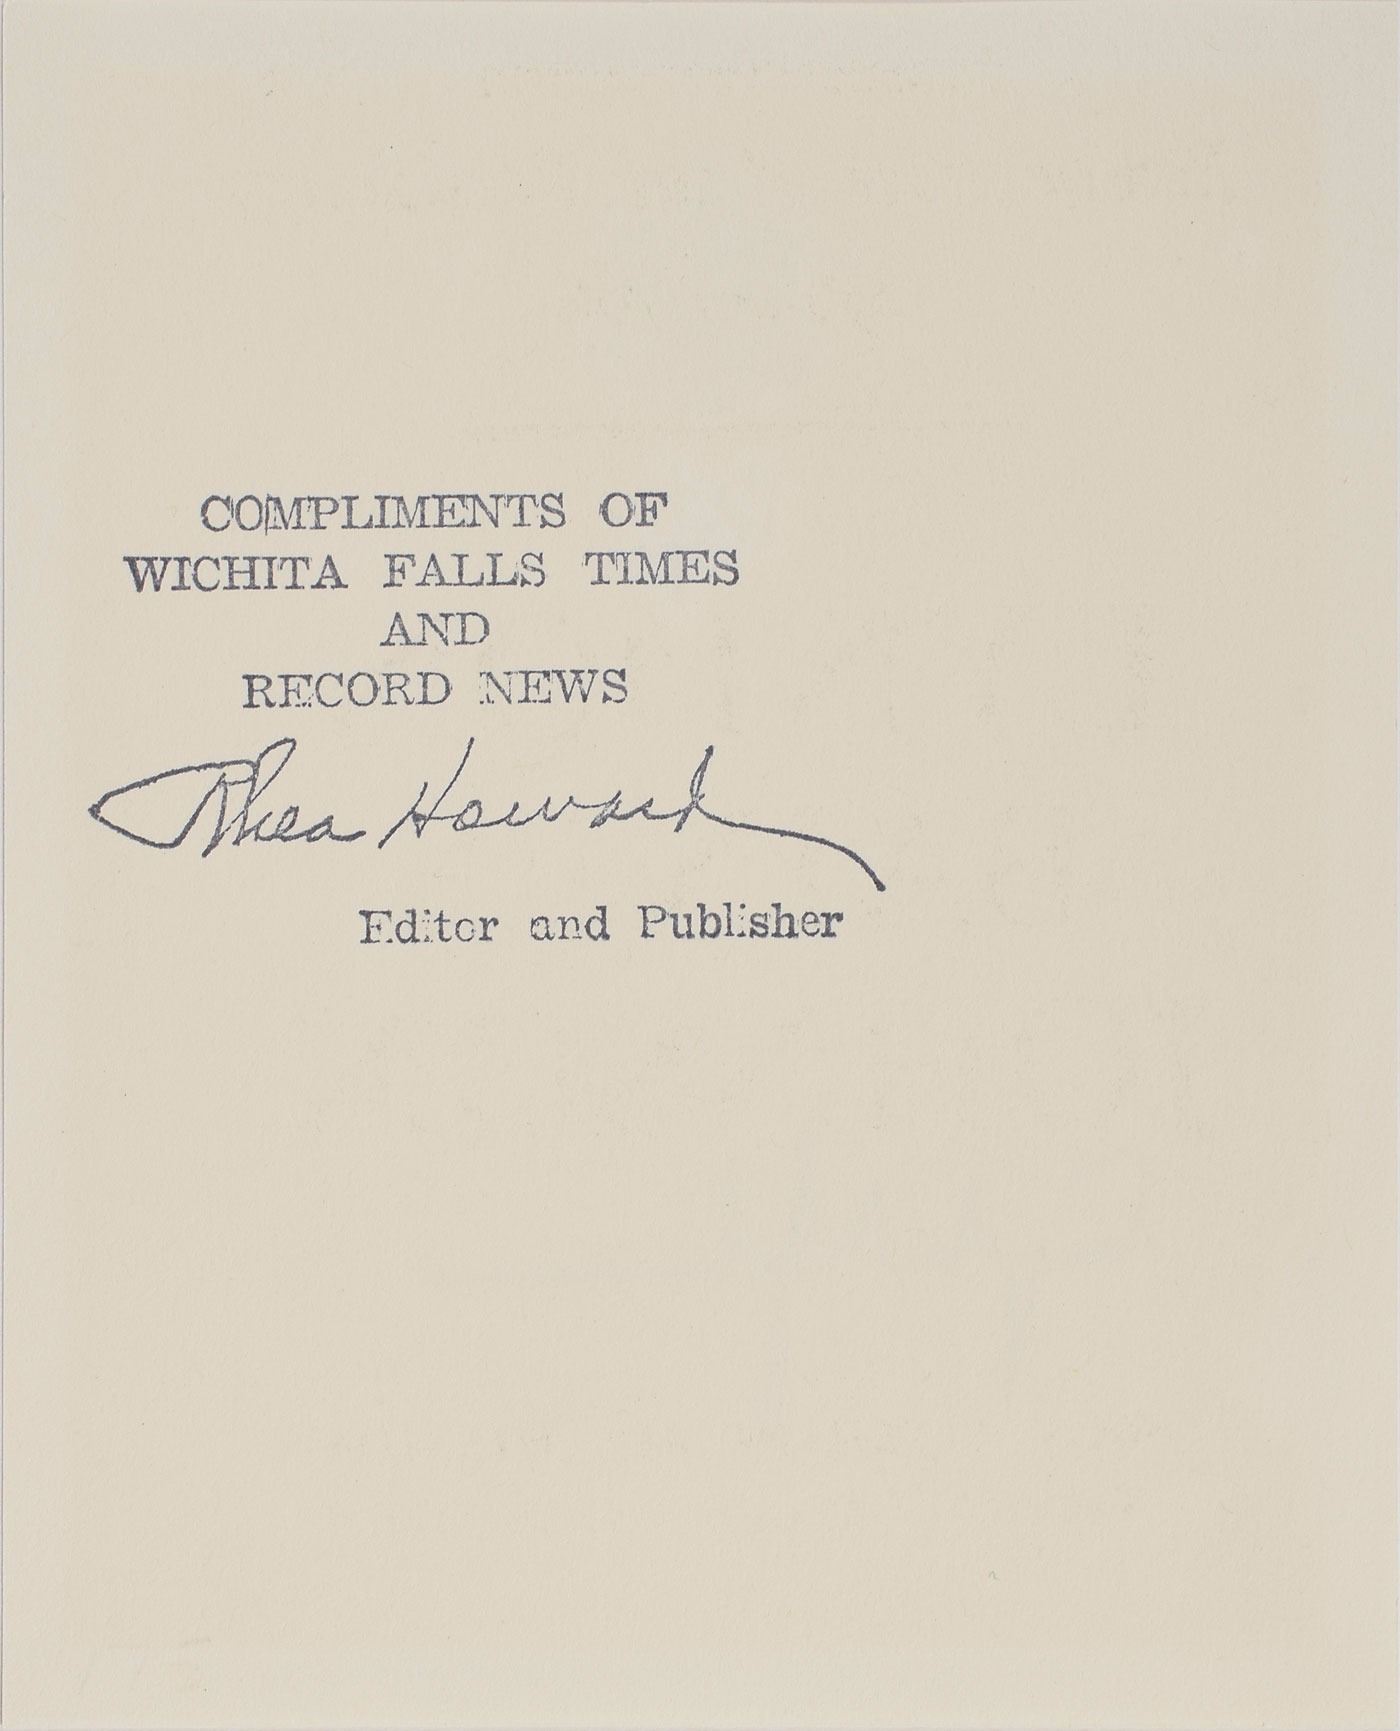 COMPLIMENTS OF
WICHITA FALLS TIMES
AND
RECORD NEWS
Rhea Howard
Editor and Publisher